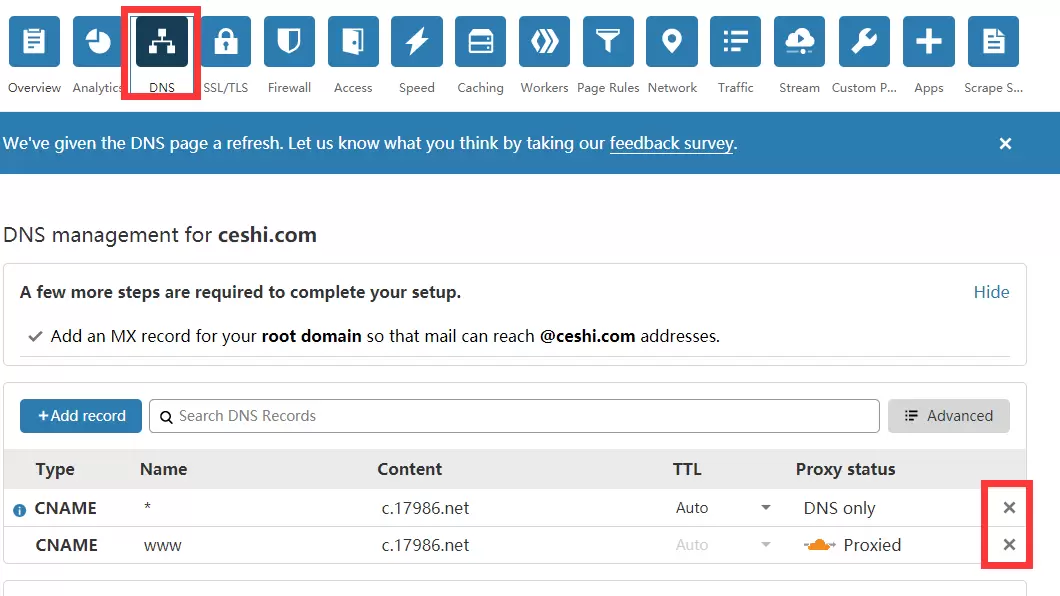 Overview Analytics DNS SSL/TLS Firewall Access Speed Caching Workers Page Rules Network Traffic Stream Custom P... Apps Scrape S...
We've given the DNS page a refresh. Let us know what you think by taking our feedback survey.
DNS management for ceshi.com
A few more steps are required to complete your setup. Hide
Add an MX record for your root domain so that mail can reach @ceshi.com addresses.
+Add record Search DNS Records Advanced
Type Name Content TTL Proxy status
CNAME * c.17986.net Auto DNS only
CNAME www c.17986.net Auto Proxied